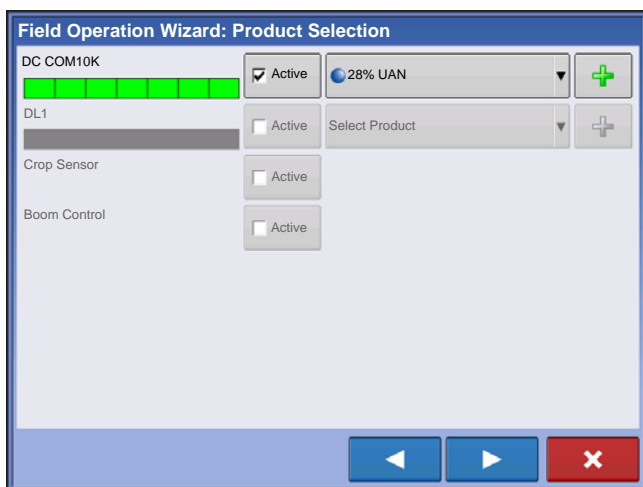 Field Operation Wizard: Product Selection
DC COM10K
Active
28% UAN
DL1
Active
Select Product
Crop Sensor
Active
Boom Control
Active